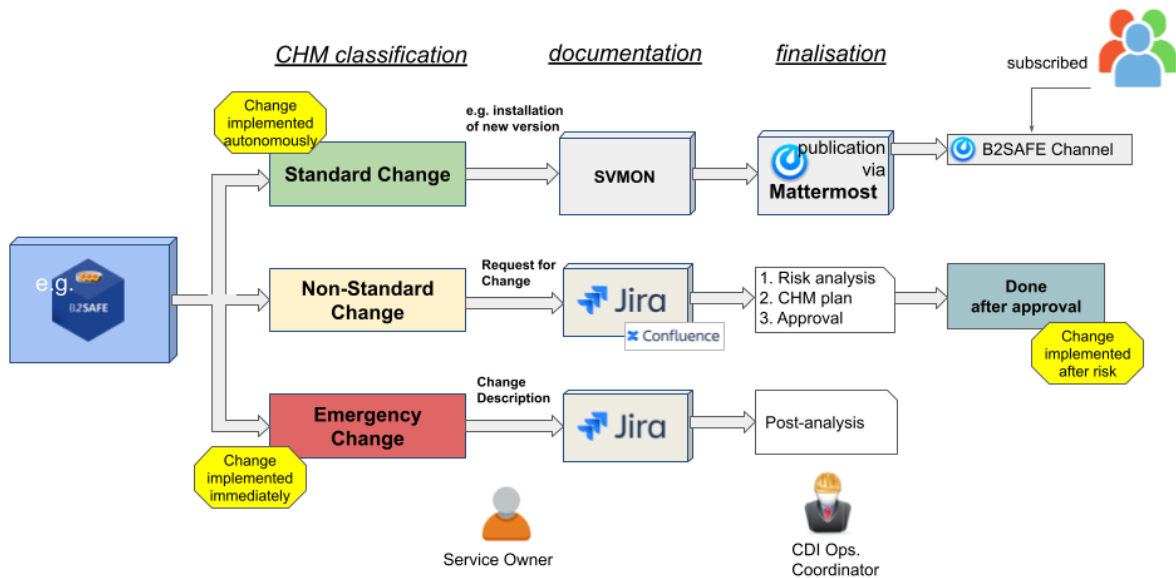 CHM classification
documentation
finalisation
subscribed
Change
implemented
autonomously
e.g. installation
of new version
Standard Change
SVMON
publication
via
Mattermost
B2SAFE Channel
e.g.
B2SAFE
Request for
Change
Non-Standard
Change
Jira
Confluence
1. Risk analysis
2. CHM plan
3. Approval
Done
after approval
Change
implemented
after risk
Change
Description
Emergency
Change
Jira
Post-analysis
Change
implemented
immediately
Service Owner
CDI Ops.
Coordinator